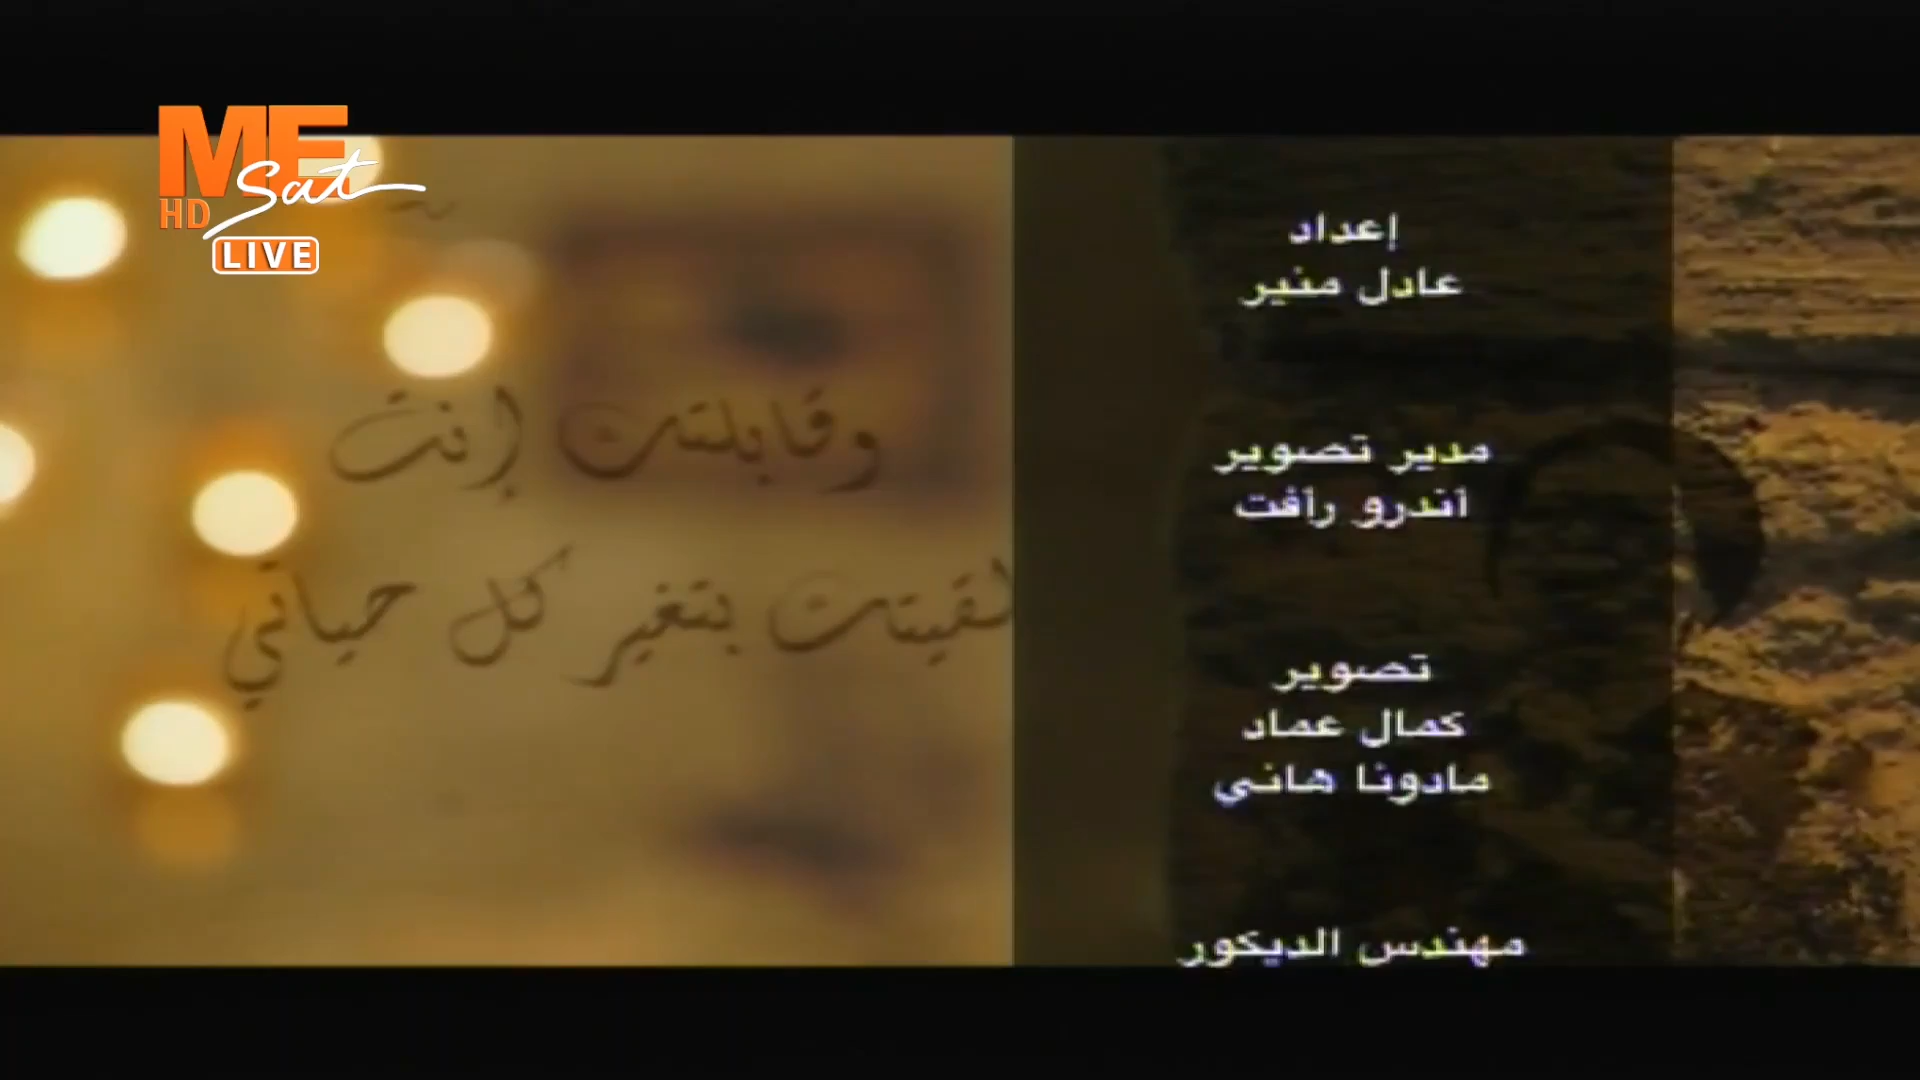 ME
Sat
HD
LIVE
وقابلتك إنت
لقيتك بتغير كل حياتي
إعداد
عادل منير
مدير تصوير
أندرو رأفت
تصوير
كمال عماد
مادونا هاني
مهندس الديكور